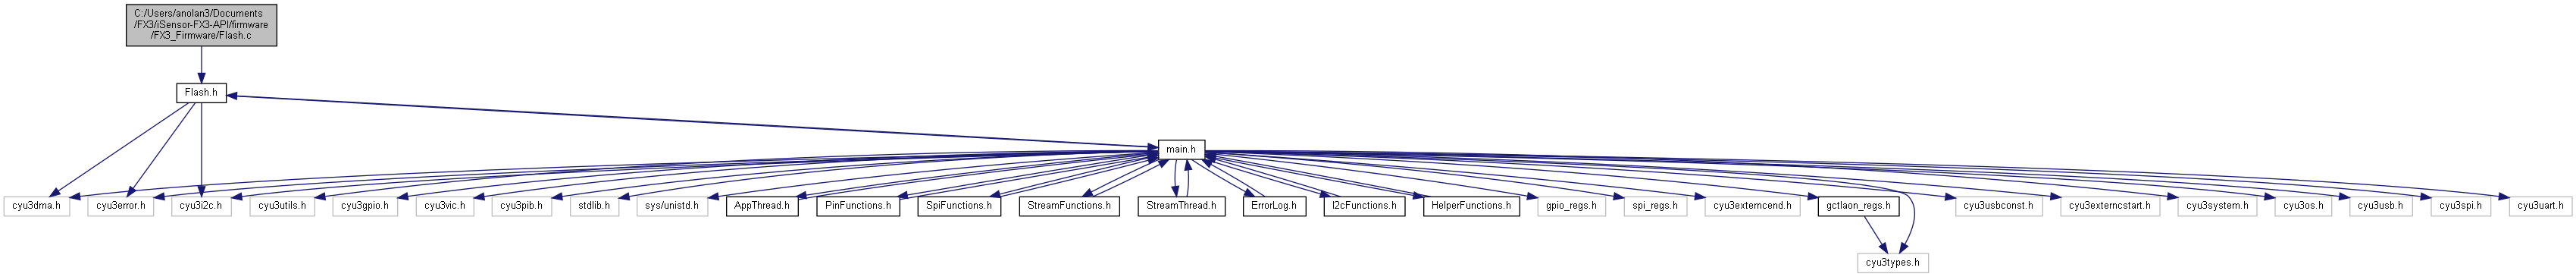 C:/Users/anolan3/Documents
/FX3/iSensor-FX3-API/firmware
/FX3_Firmware/Flash.c
Flash.h
main.h
cyu3dma.h
cyu3error.h
cyu3i2c.h
cyu3utils.h
cyu3gpio.h
cyu3vic.h
cyu3pib.h
stdlib.h
sys/unistd.h
AppThread.h
PinFunctions.h
SpiFunctions.h
StreamFunctions.h
StreamThread.h
ErrorLog.h
I2cFunctions.h
HelperFunctions.h
gpio_regs.h
spi_regs.h
cyu3externcend.h
gctlaon_regs.h
cyu3usbconst.h
cyu3externcstart.h
cyu3system.h
cyu3os.h
cyu3usb.h
cyu3spi.h
cyu3uart.h
cyu3types.h